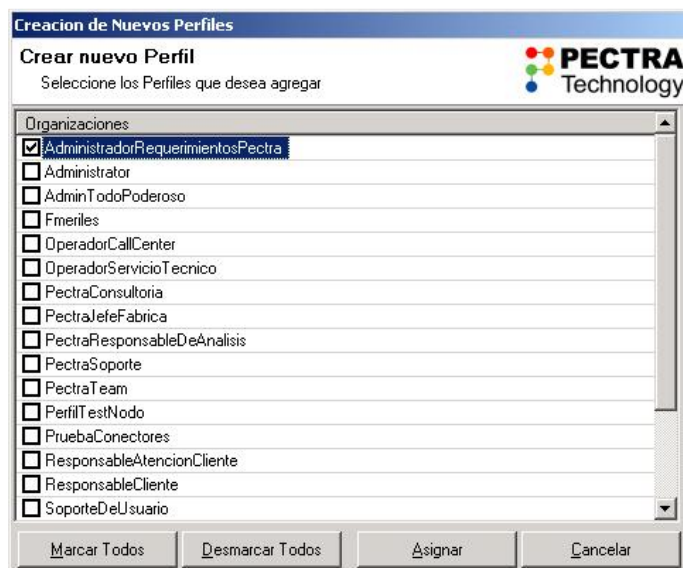 Creacion de Nuevos Perfiles
Crear nuevo Perfil
Seleccione los Perfiles que desea agregar
PECTRA
Technology
Organizaciones
AdministradorRequerimientosPectra
Administrator
AdminTodoPoderoso
Fmeriles
OperadorCallCenter
OperadorServicioTecnico
PectraConsultoria
PectraJefeFabrica
PectraResponsableDeAnalisis
PectraSoporte
PectraTeam
PerfilTestNodo
PruebaConectores
ResponsableAtencionCliente
ResponsableCliente
SoporteDeUsuario
Marcar Todos Desmarcar Todos Asignar Cancelar